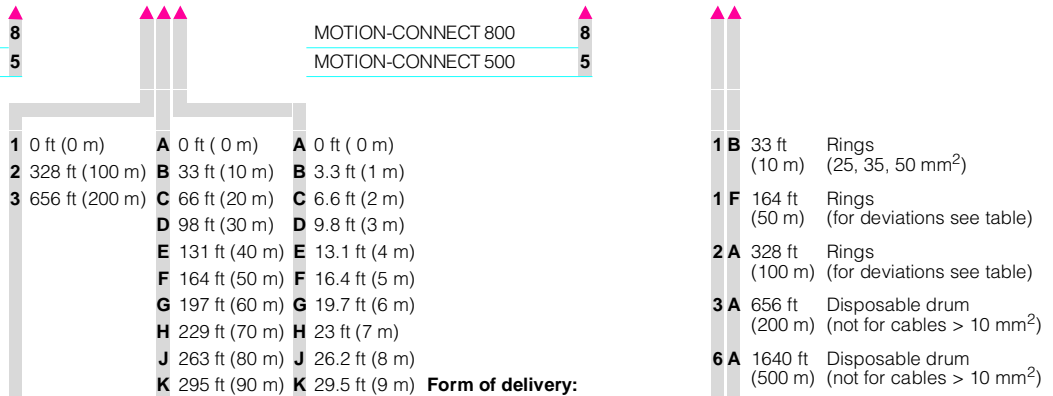 8 MOTION-CONNECT 800 8
5 MOTION-CONNECT 500 5
1 0 ft (0 m) A 0 ft ( 0 m) A 0 ft ( 0 m)
2 328 ft (100 m) B 33 ft (10 m) B 3.3 ft (1 m)
3 656 ft (200 m) C 66 ft (20 m) C 6.6 ft (2 m)
D 98 ft (30 m) D 9.8 ft (3 m)
E 131 ft (40 m) E 13.1 ft (4 m)
F 164 ft (50 m) F 16.4 ft (5 m)
G 197 ft (60 m) G 19.7 ft (6 m)
H 229 ft (70 m) H 23 ft (7 m)
J 263 ft (80 m) J 26.2 ft (8 m)
K 295 ft (90 m) K 29.5 ft (9 m) Form of delivery:
1 B 33 ft Rings
(10 m) (25, 35, 50 mm²)
1 F 164 ft Rings
(50 m) (for deviations see table)
2 A 328 ft Rings
(100 m) (for deviations see table)
3 A 656 ft Disposable drum
(200 m) (not for cables > 10 mm²)
6 A 1640 ft Disposable drum
(500 m) (not for cables > 10 mm²)